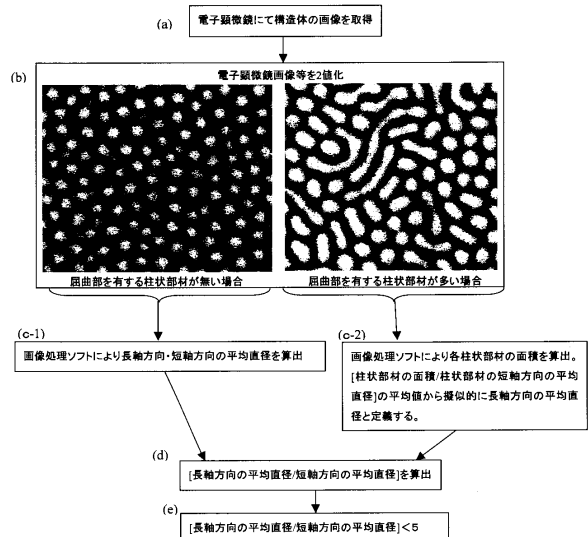 (a)
電子顕微鏡にて構造体の画像を取得
(b)
電子顕微鏡画像等を2値化
屈曲部を有する柱状部材が無い場合
屈曲部を有する柱状部材が多い場合
(c-1)
画像処理ソフトにより長軸方向・短軸方向の平均直径を算出
(c-2)
画像処理ソフトにより各柱状部材の面積を算出。
[柱状部材の面積/柱状部材の短軸方向の平均
直径]の平均値から擬似的に長軸方向の平均直
径と定義する。
(d)
[長軸方向の平均直径/短軸方向の平均直径]を算出
(e)
[長軸方向の平均直径/短軸方向の平均直径]<5